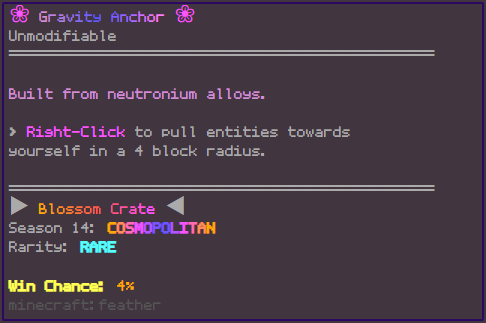 ❀ Gravity Anchor ❀
Unmodifiable
Built from neutronium alloys.
> Right-Click to pull entities towards
yourself in a 4 block radius.
▶ Blossom Crate ◀
Season 14: COSMOPOLITAN
Rarity: RARE
Win Chance: 4%
minecraft:feather